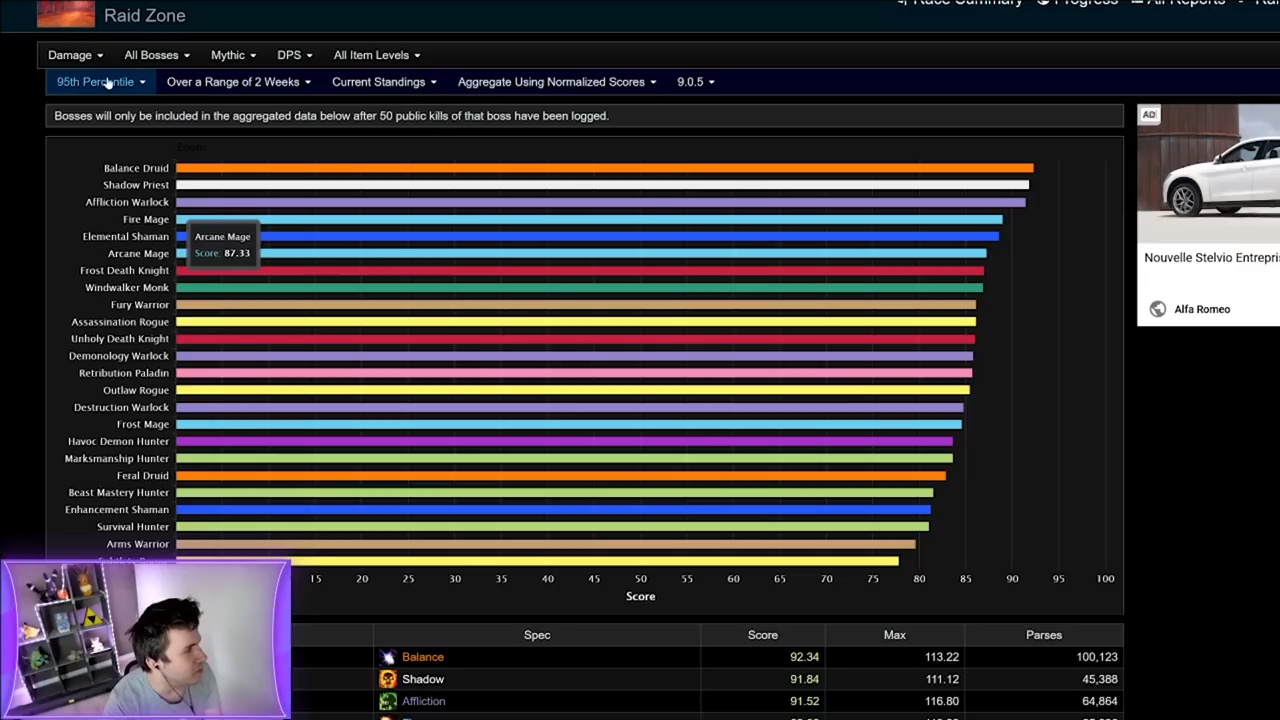 Raid Zone
Race Summary Progress All Reports
Damage All Bosses Mythic DPS All Item Levels
95th Percentile Over a Range of 2 Weeks Current Standings Aggregate Using Normalized Scores 9.0.5
Bosses will only be included in the aggregated data below after 50 public kills of that boss have been logged.
AD
Zoom
Balance Druid
Shadow Priest
Affliction Warlock
Fire Mage
Elemental Shaman
Arcane Mage
Frost Death Knight
Windwalker Monk
Fury Warrior
Assassination Rogue
Unholy Death Knight
Demonology Warlock
Retribution Paladin
Outlaw Rogue
Destruction Warlock
Frost Mage
Havoc Demon Hunter
Marksmanship Hunter
Feral Druid
Beast Mastery Hunter
Enhancement Shaman
Survival Hunter
Arms Warrior
Arcane Mage
Score: 87.33
Nouvelle Stelvio
Alfa Romeo
15 20 25 30 35 40 45 50 55 60 65 70 75 80 85 90 95 100
Score
Spec Score Max Parses
Balance 92.34 113.22 100,123
Shadow 91.84 111.12 45,388
Affliction 91.52 116.80 64,864